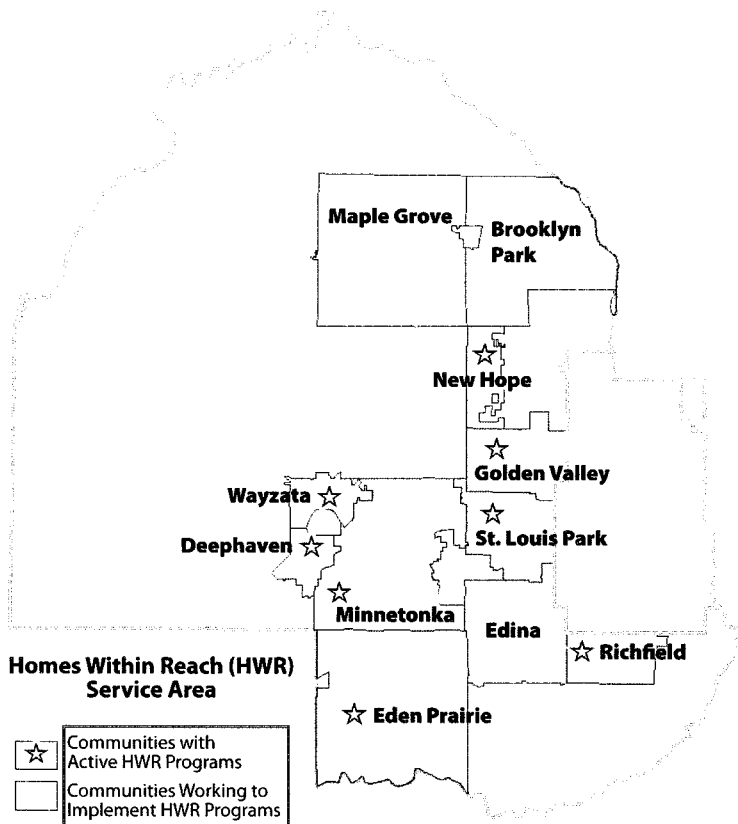 Maple Grove
Brooklyn
Park
New Hope
Golden Valley
Wayzata
St. Louis Park
Deephaven
Minnetonka
Edina
Richfield
Homes Within Reach (HWR)
Service Area
Eden Prairie
Communities with
Active HWR Programs
Communities Working to
Implement HWR Programs